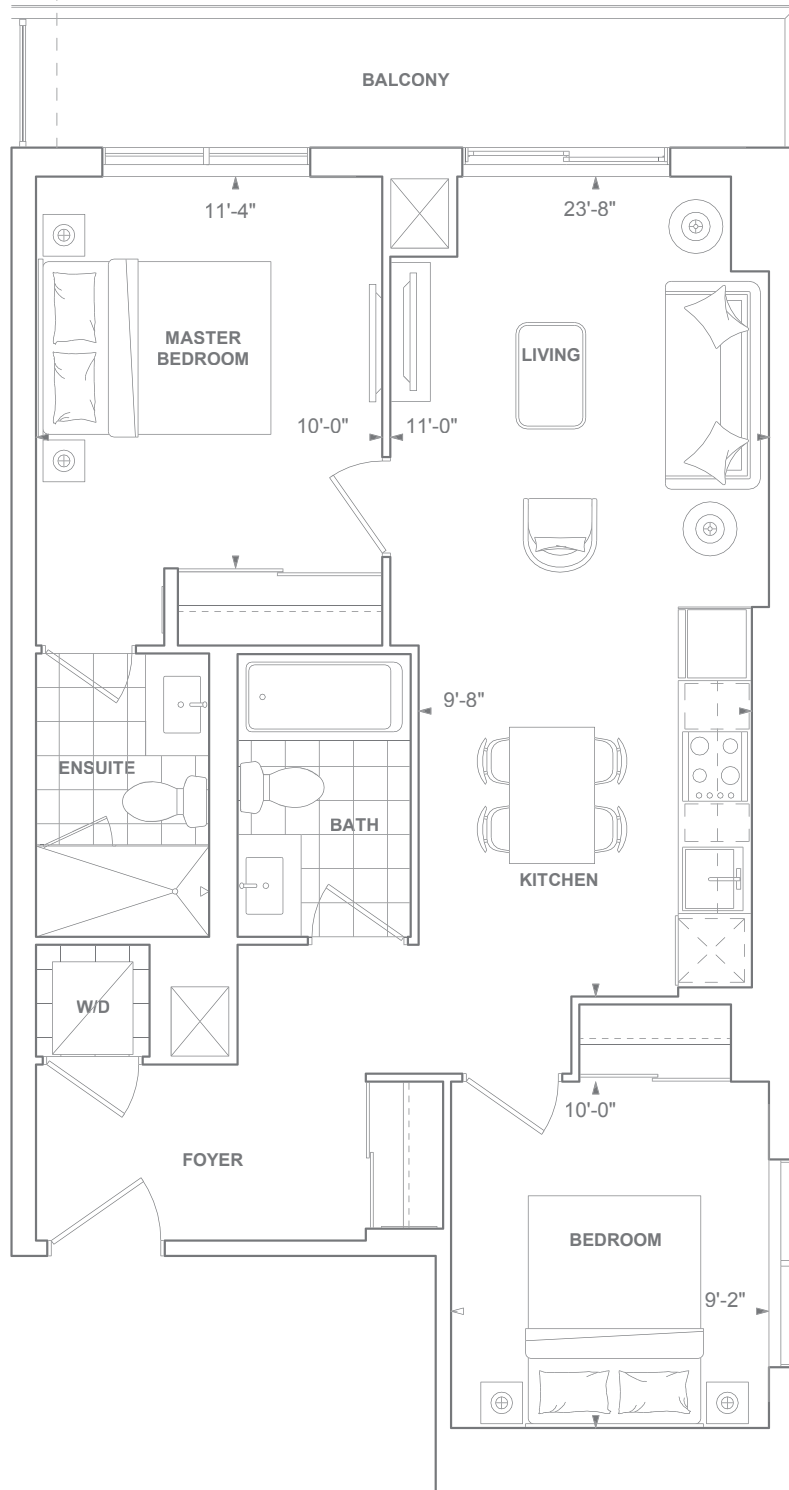 BALCONY
11'-4"
23'-8"
MASTER
BEDROOM
LIVING
10'-0"
11'-0"
9'-8"
ENSUITE
BATH
KITCHEN
W/D
10'-0"
FOYER
BEDROOM
9'-2"